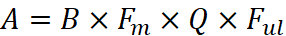 A = B × F_m × Q × F_ul